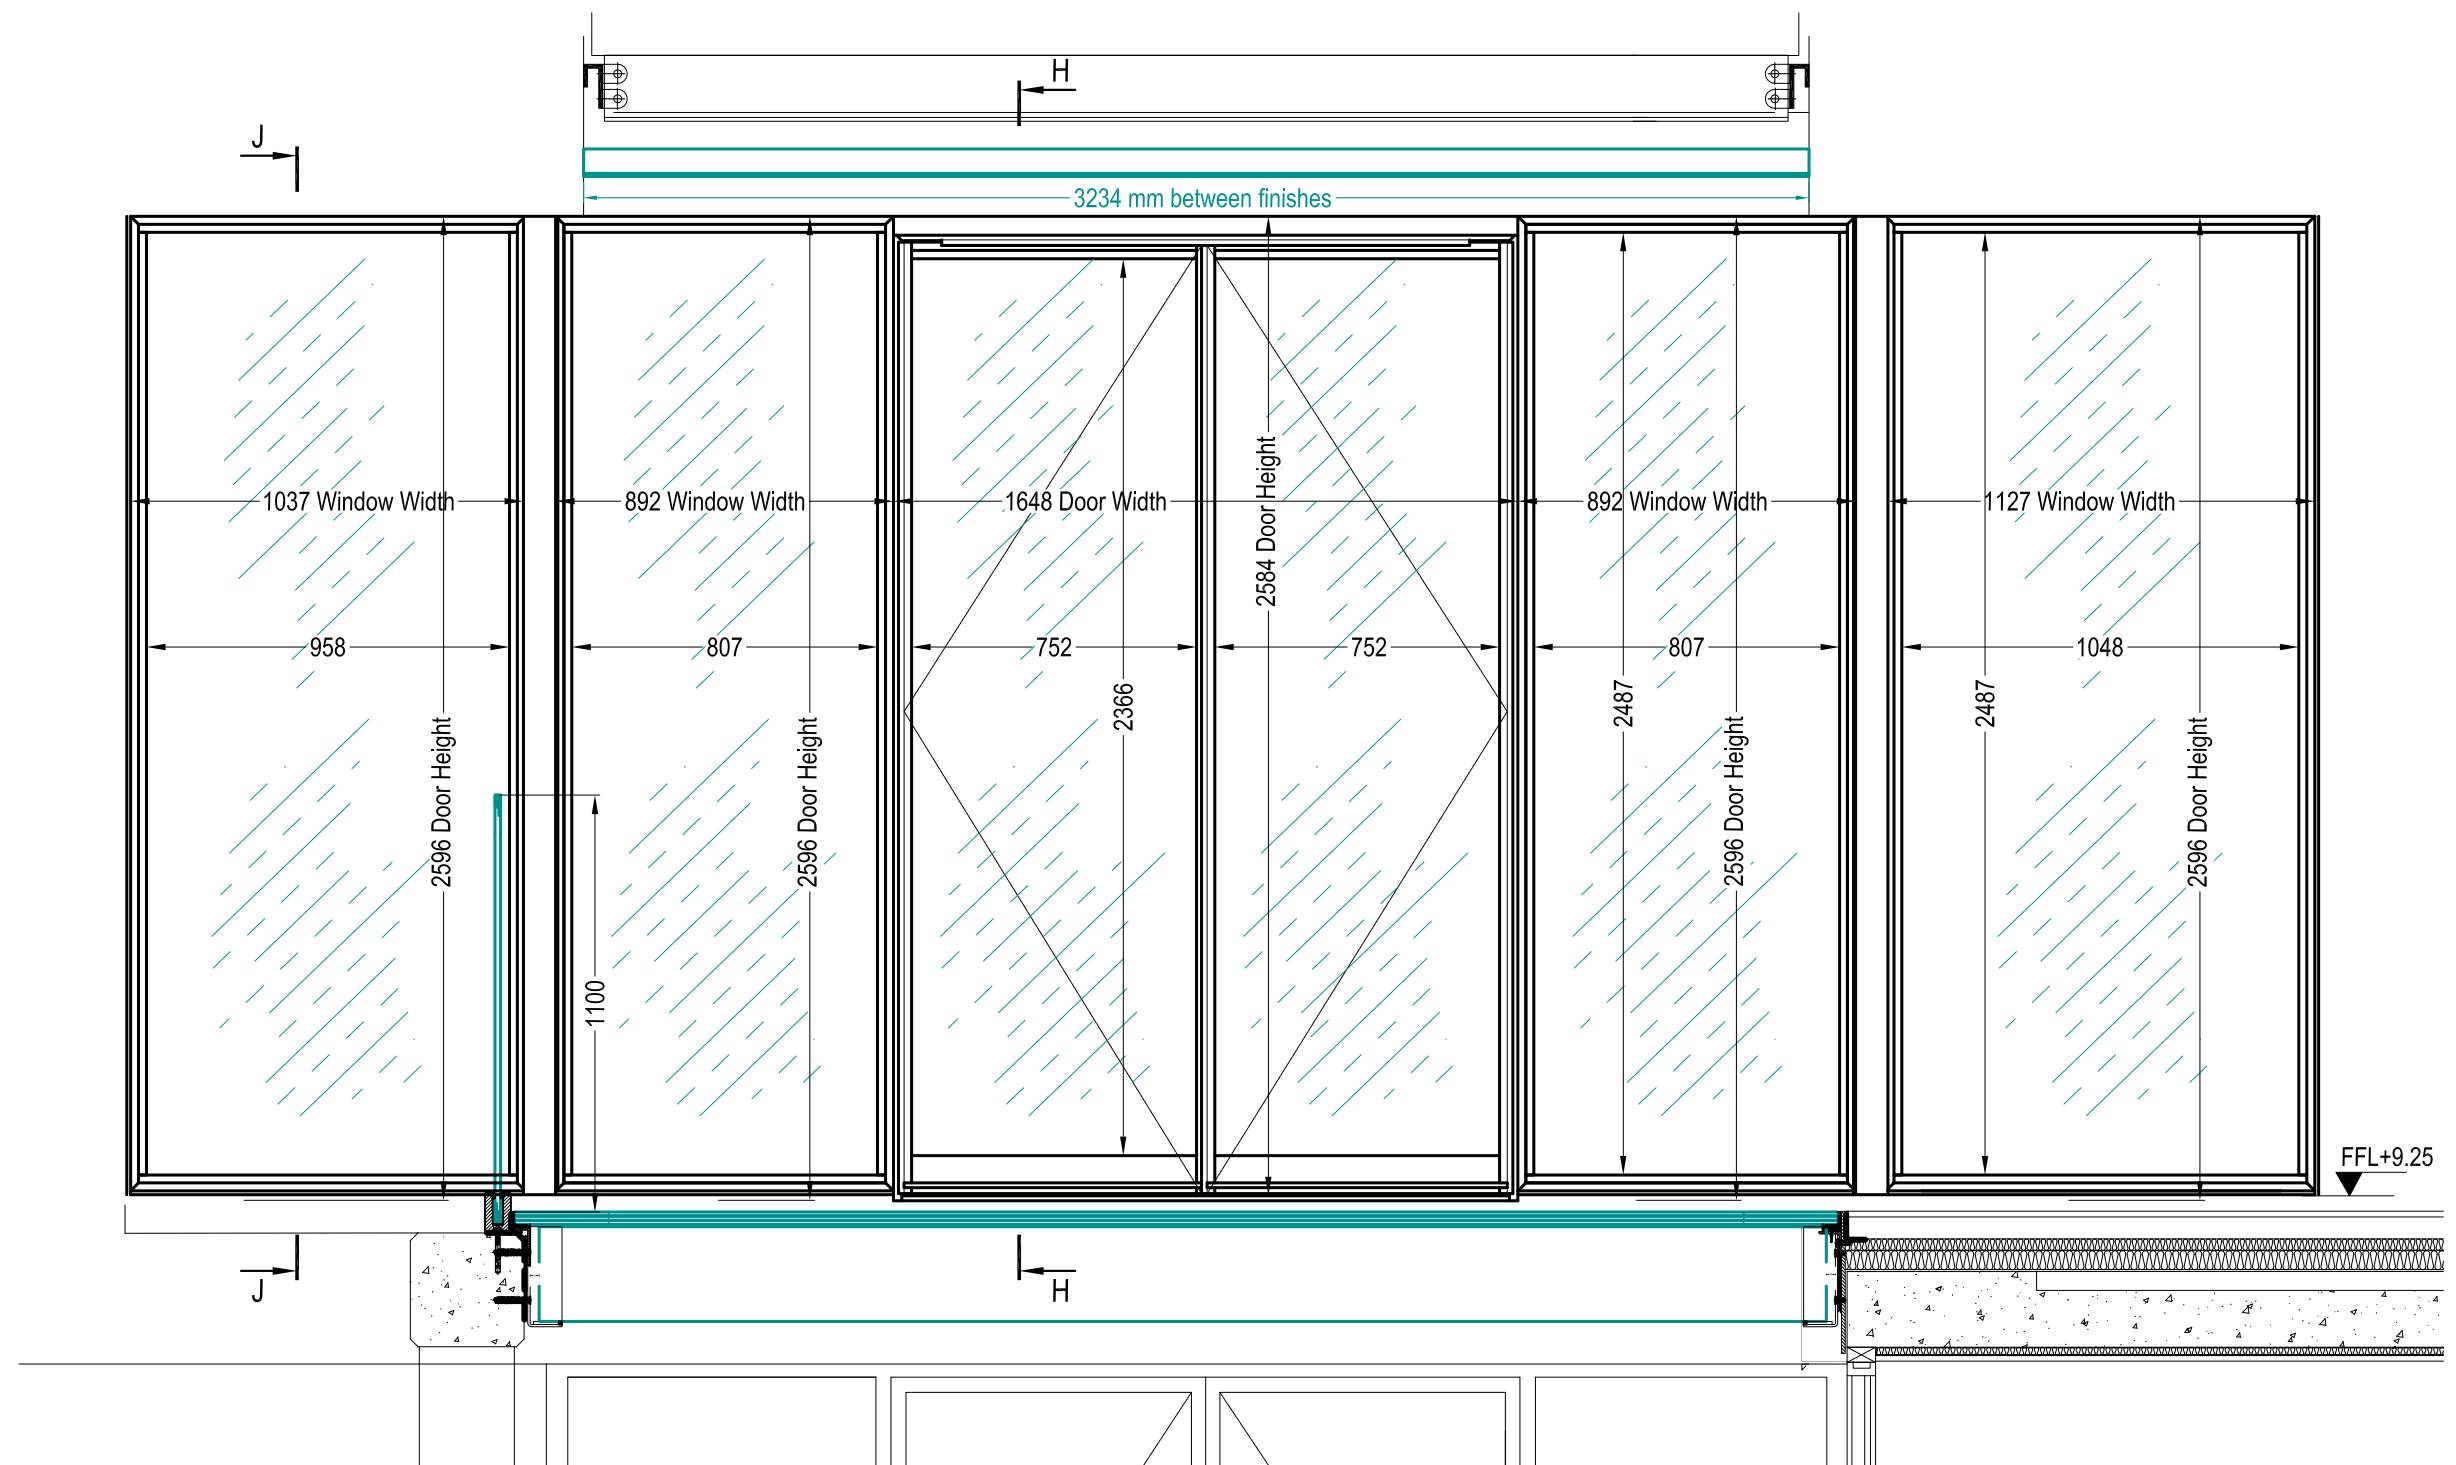 H
J
3234 mm between finishes
1037 Window Width
892 Window Width
1648 Door Width
892 Window Width
1127 Window Width
2584 Door Height
958
807
752
752
807
1048
2366
2487
2487
2596 Door Height
2596 Door Height
2596 Door Height
2596 Door Height
1100
FFL+9.25
J
H